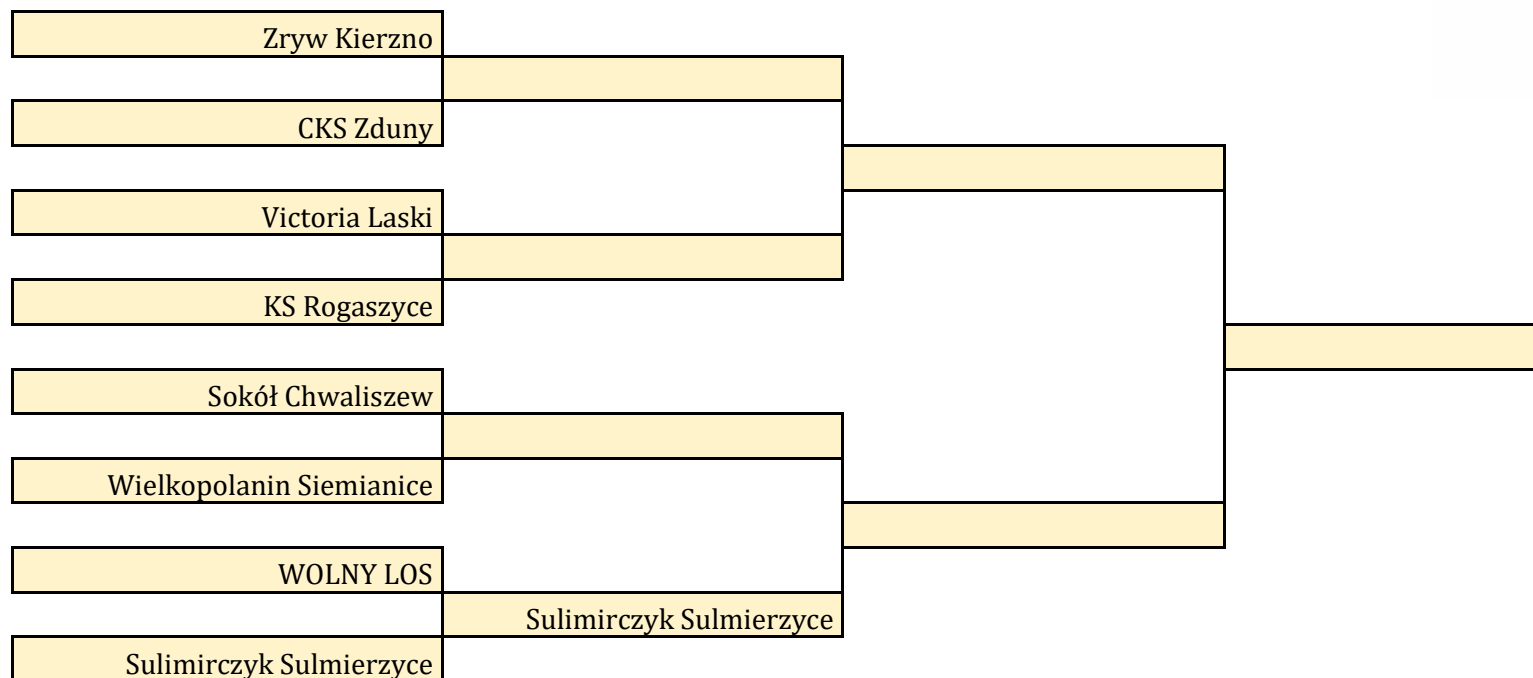 Zryw Kierzno
CKS Zduny
Victoria Laski
KS Rogaszyce
Sokół Chwaliszew
Wielkopolanin Siemianice
WOLNY LOS
Sulimirczyk Sulmierzyce
Sulimirczyk Sulmierzyce